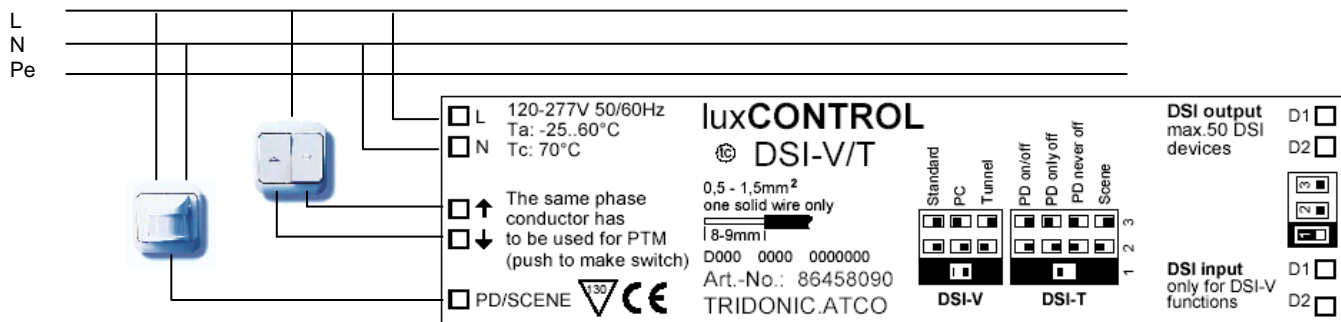 L
N
Pe
L
N
120-277V 50/60Hz
Ta: -25..60°C
Tc: 70°C
The same phase
conductor has
to be used for PTM
(push to make switch)
PD/SCENE
130
CE
luxCONTROL
DSI-V/T
0,5 - 1,5mm²
one solid wire only
8-9mm
D000 0000 0000000
Art.-No.: 86458090
TRIDONIC.ATCO
Standard
PC
Tunnel
PD on/off
PD only off
PD never off
Scene
3
2
1
DSI-V
DSI-T
DSI output
max.50 DSI
devices
D1
D2
3
2
1
DSI input
only for DSI-V
functions
D1
D2